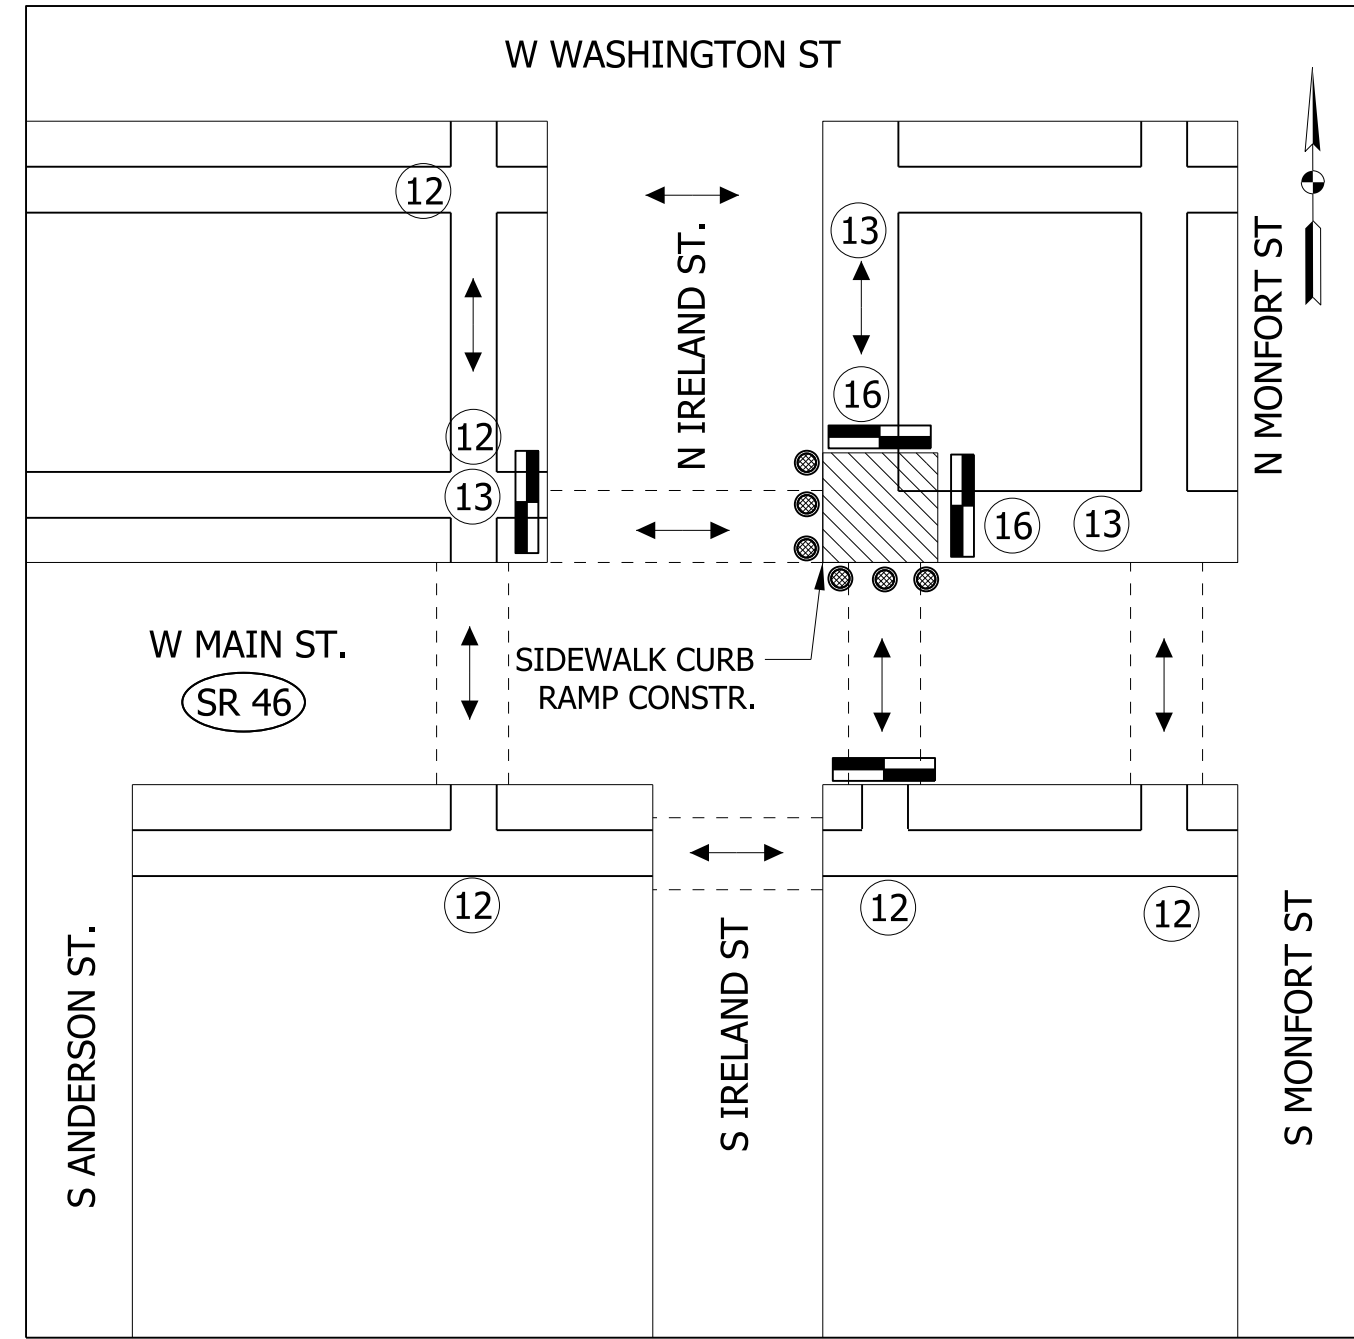 W WASHINGTON ST
12
13
N IRELAND ST.
N MONFORT ST
16
12
13
16
13
W MAIN ST.
SR 46
SIDEWALK CURB
RAMP CONSTR.
12
12
12
S ANDERSON ST.
S IRELAND ST
S MONFORT ST